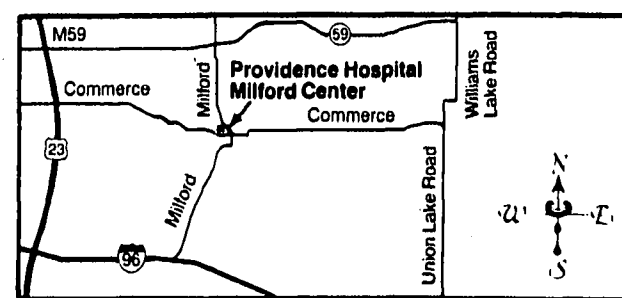 M59
59
Providence Hospital
Milford Center
Milford
Commerce
Commerce
Williams
Lake Road
23
Milford
Union Lake Road
96
N
W
E
S